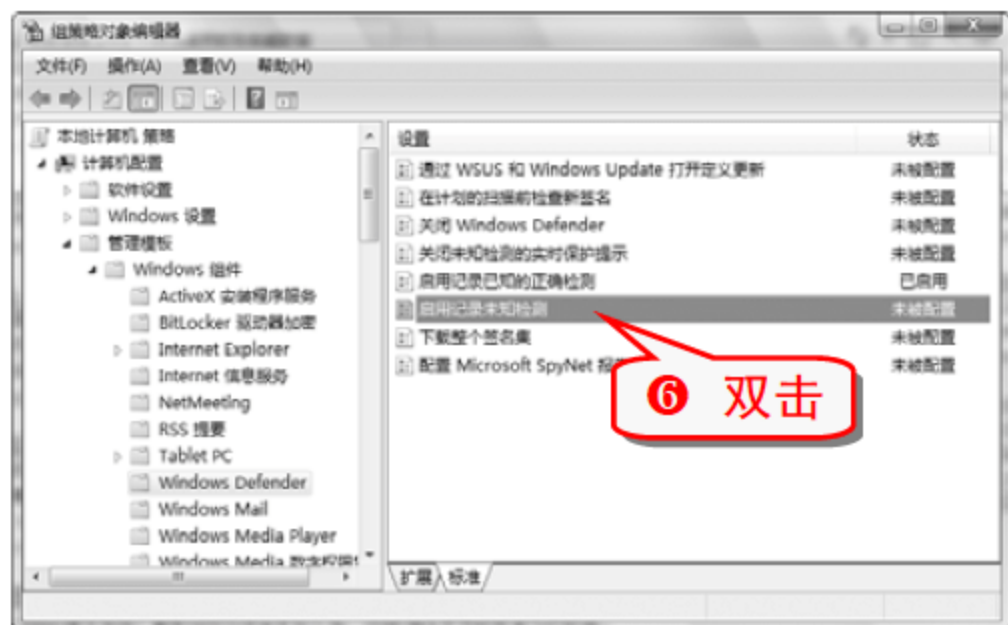 组策略对象编辑器
文件(F) 操作(A) 查看(V) 帮助(H)
本地计算机 策略
计算机配置
软件设置
Windows 设置
管理模板
Windows 组件
ActiveX 安装程序服务
BitLocker 驱动器加密
Internet Explorer
Internet 信息服务
NetMeeting
RSS 提要
Tablet PC
Windows Defender
Windows Mail
Windows Media Player
Windows Media 数字权限
设置 状态
通过 WSUS 和 Windows Update 打开定义更新 未被配置
在计划的扫描前检查新签名 未被配置
关闭 Windows Defender 未被配置
关闭未知检测的实时保护提示 未被配置
启用记录已知的正确检测 已启用
启用记录未知检测 未被配置
下载整个签名集 未被配置
配置 Microsoft SpyNet 报 未被配置
❻ 双击
扩展 标准